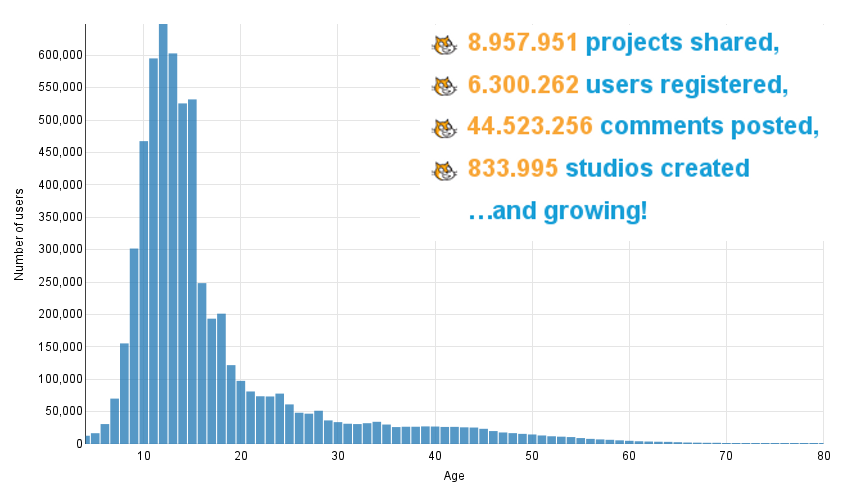 8.957.951 projects shared,
6.300.262 users registered,
44.523.256 comments posted,
833.995 studios created
...and growing!
600,000
550,000
500,000
450,000
400,000
350,000
300,000
250,000
200,000
150,000
100,000
50,000
0
Number of users
10 20 30 40 50 60 70 80
Age